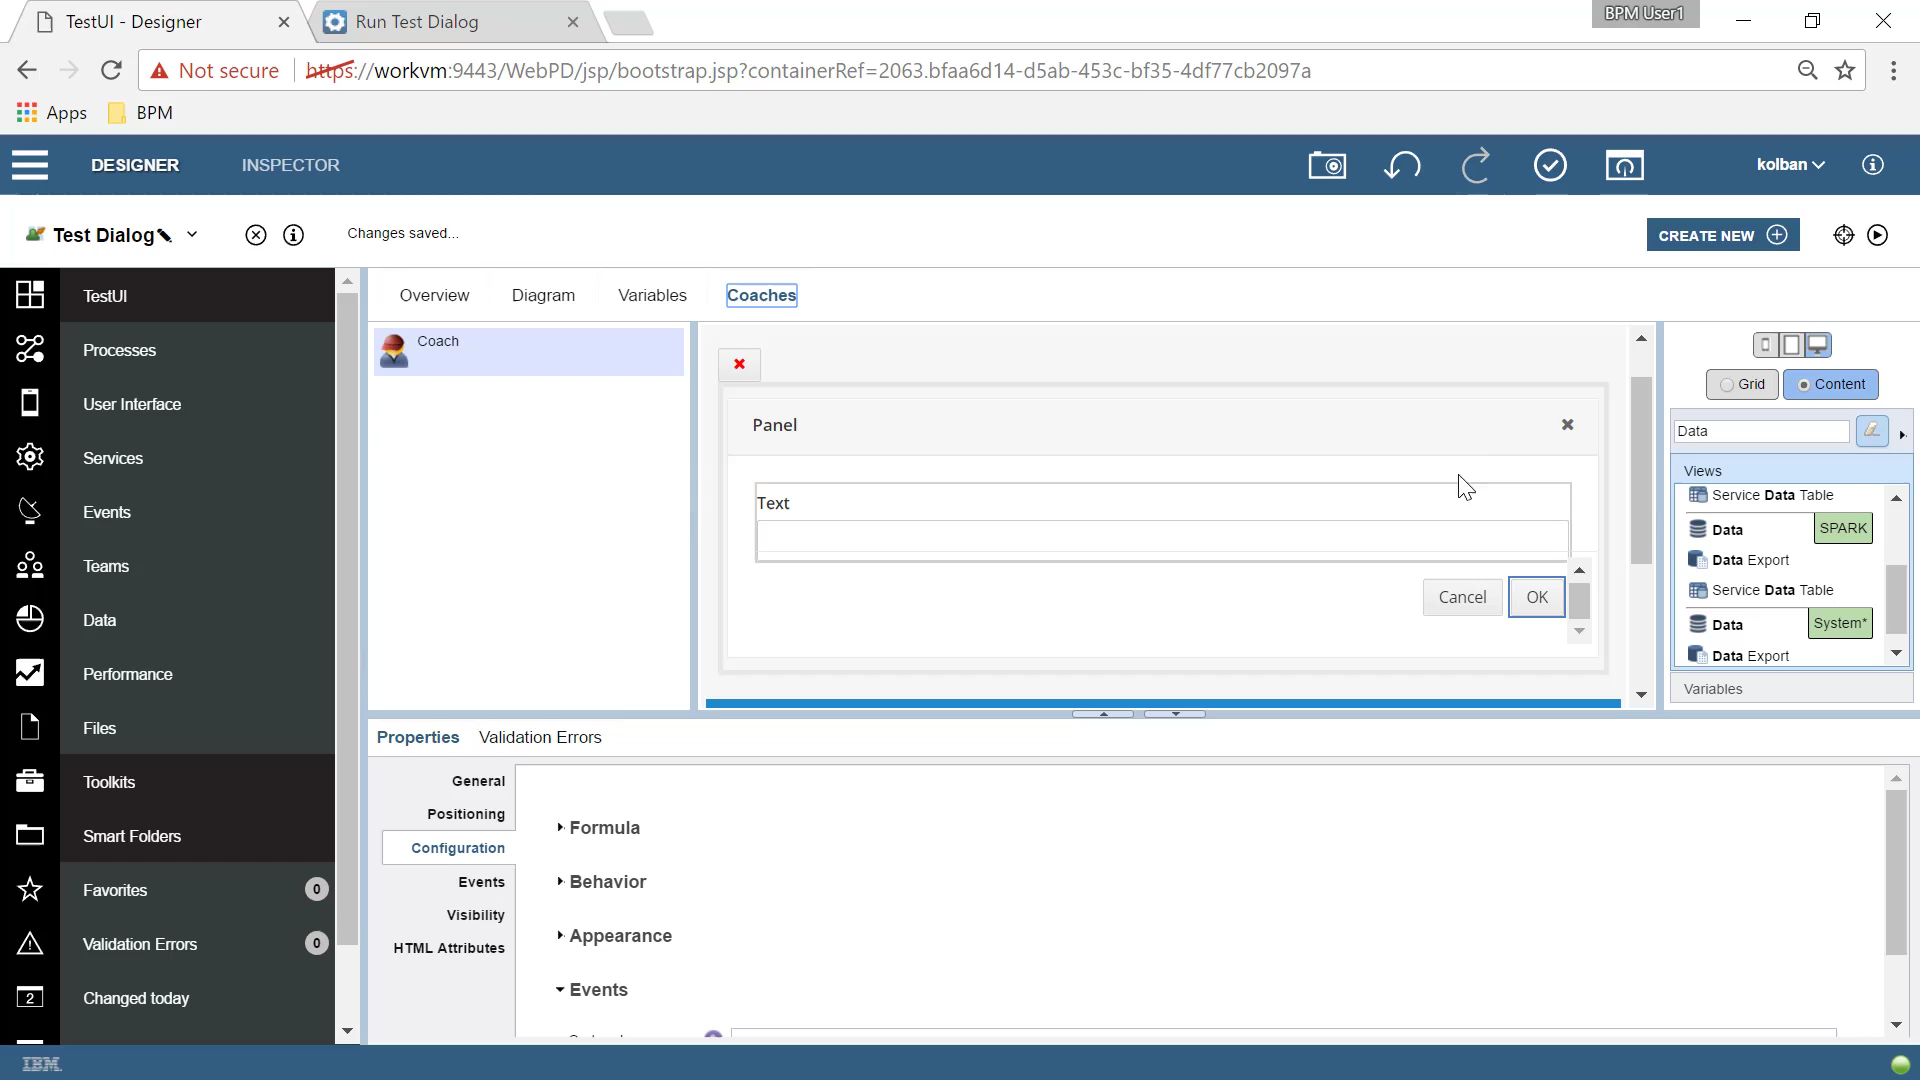 TestUI - Designer
Run Test Dialog
BPM User1
Not secure
https://workvm:9443/WebPD/jsp/bootstrap.jsp?containerRef=2063.bfaa6d14-d5ab-453c-bf35-4df77cb2097a
Apps
BPM
DESIGNER
INSPECTOR
kolban
Test Dialog
Changes saved...
CREATE NEW
TestUI
Processes
User Interface
Services
Events
Teams
Data
Performance
Files
Toolkits
Smart Folders
Favorites
0
Validation Errors
0
2
Changed today
Overview
Diagram
Variables
Coaches
Coach
Panel
Text
Cancel
OK
Grid
Content
Data
Views
Service Data Table
Data
SPARK
Data Export
Service Data Table
Data
System*
Data Export
Variables
Properties
Validation Errors
General
Positioning
Configuration
Events
Visibility
HTML Attributes
Formula
Behavior
Appearance
Events
IBM